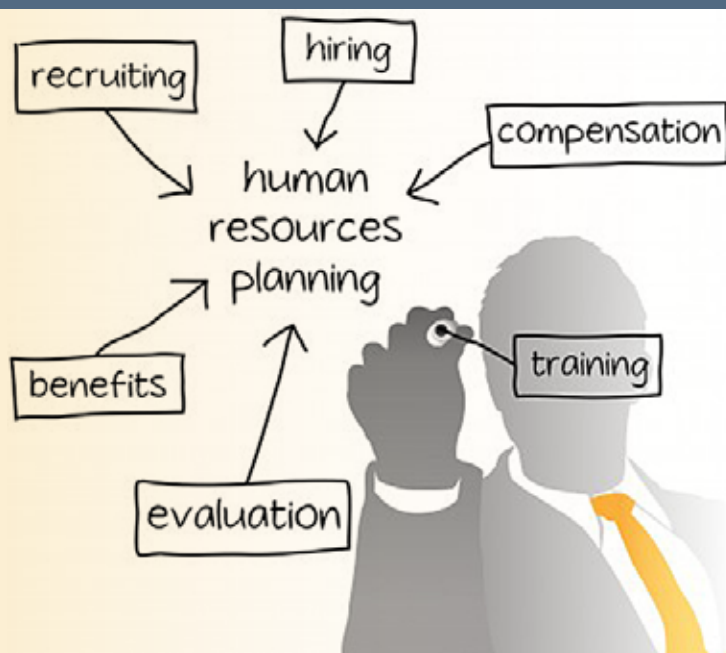 hiring
recruiting
compensation
human
resources
planning
training
benefits
evaluation